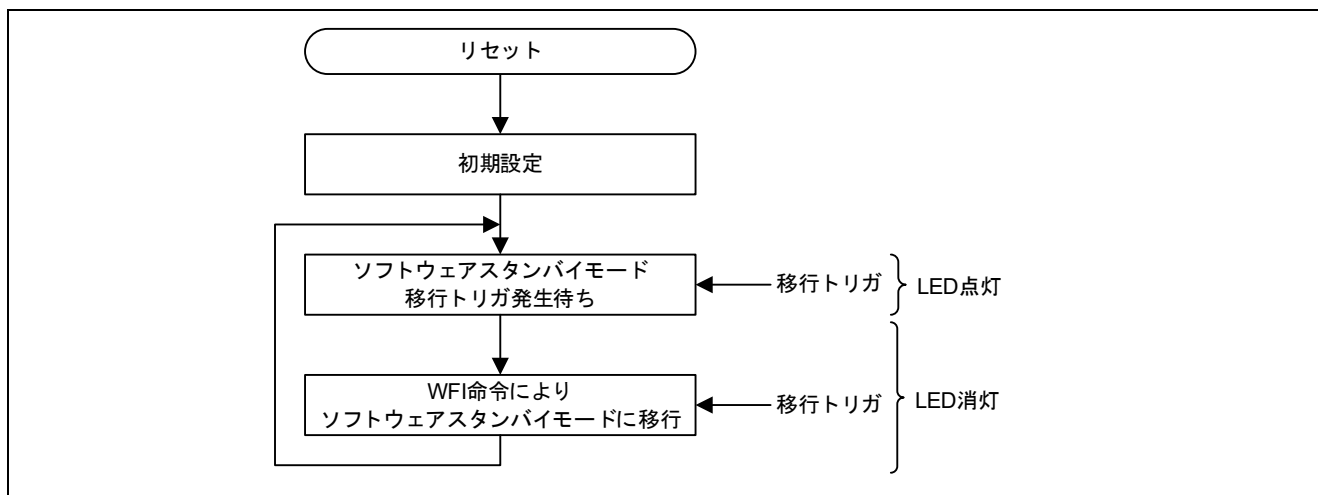 リセット
初期設定
ソフトウェアスタンバイモード
移行トリガ発生待ち
移行トリガ
LED点灯
WFI命令により
ソフトウェアスタンバイモードに移行
移行トリガ
LED消灯